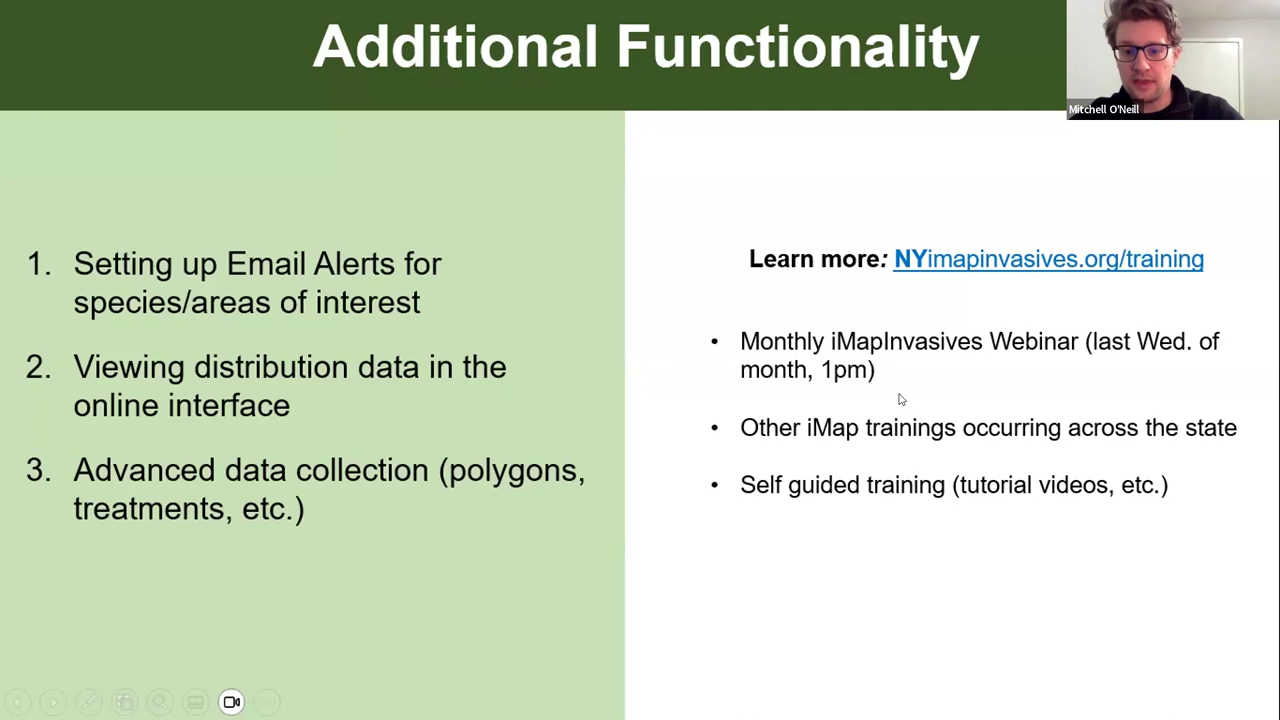 Additional Functionality
Mitchell O'Neill
1. Setting up Email Alerts for
species/areas of interest
2. Viewing distribution data in the
online interface
3. Advanced data collection (polygons,
treatments, etc.)
Learn more: NYimapinvasives.org/training
• Monthly iMapInvasives Webinar (last Wed. of
month, 1pm)
• Other iMap trainings occurring across the state
• Self guided training (tutorial videos, etc.)